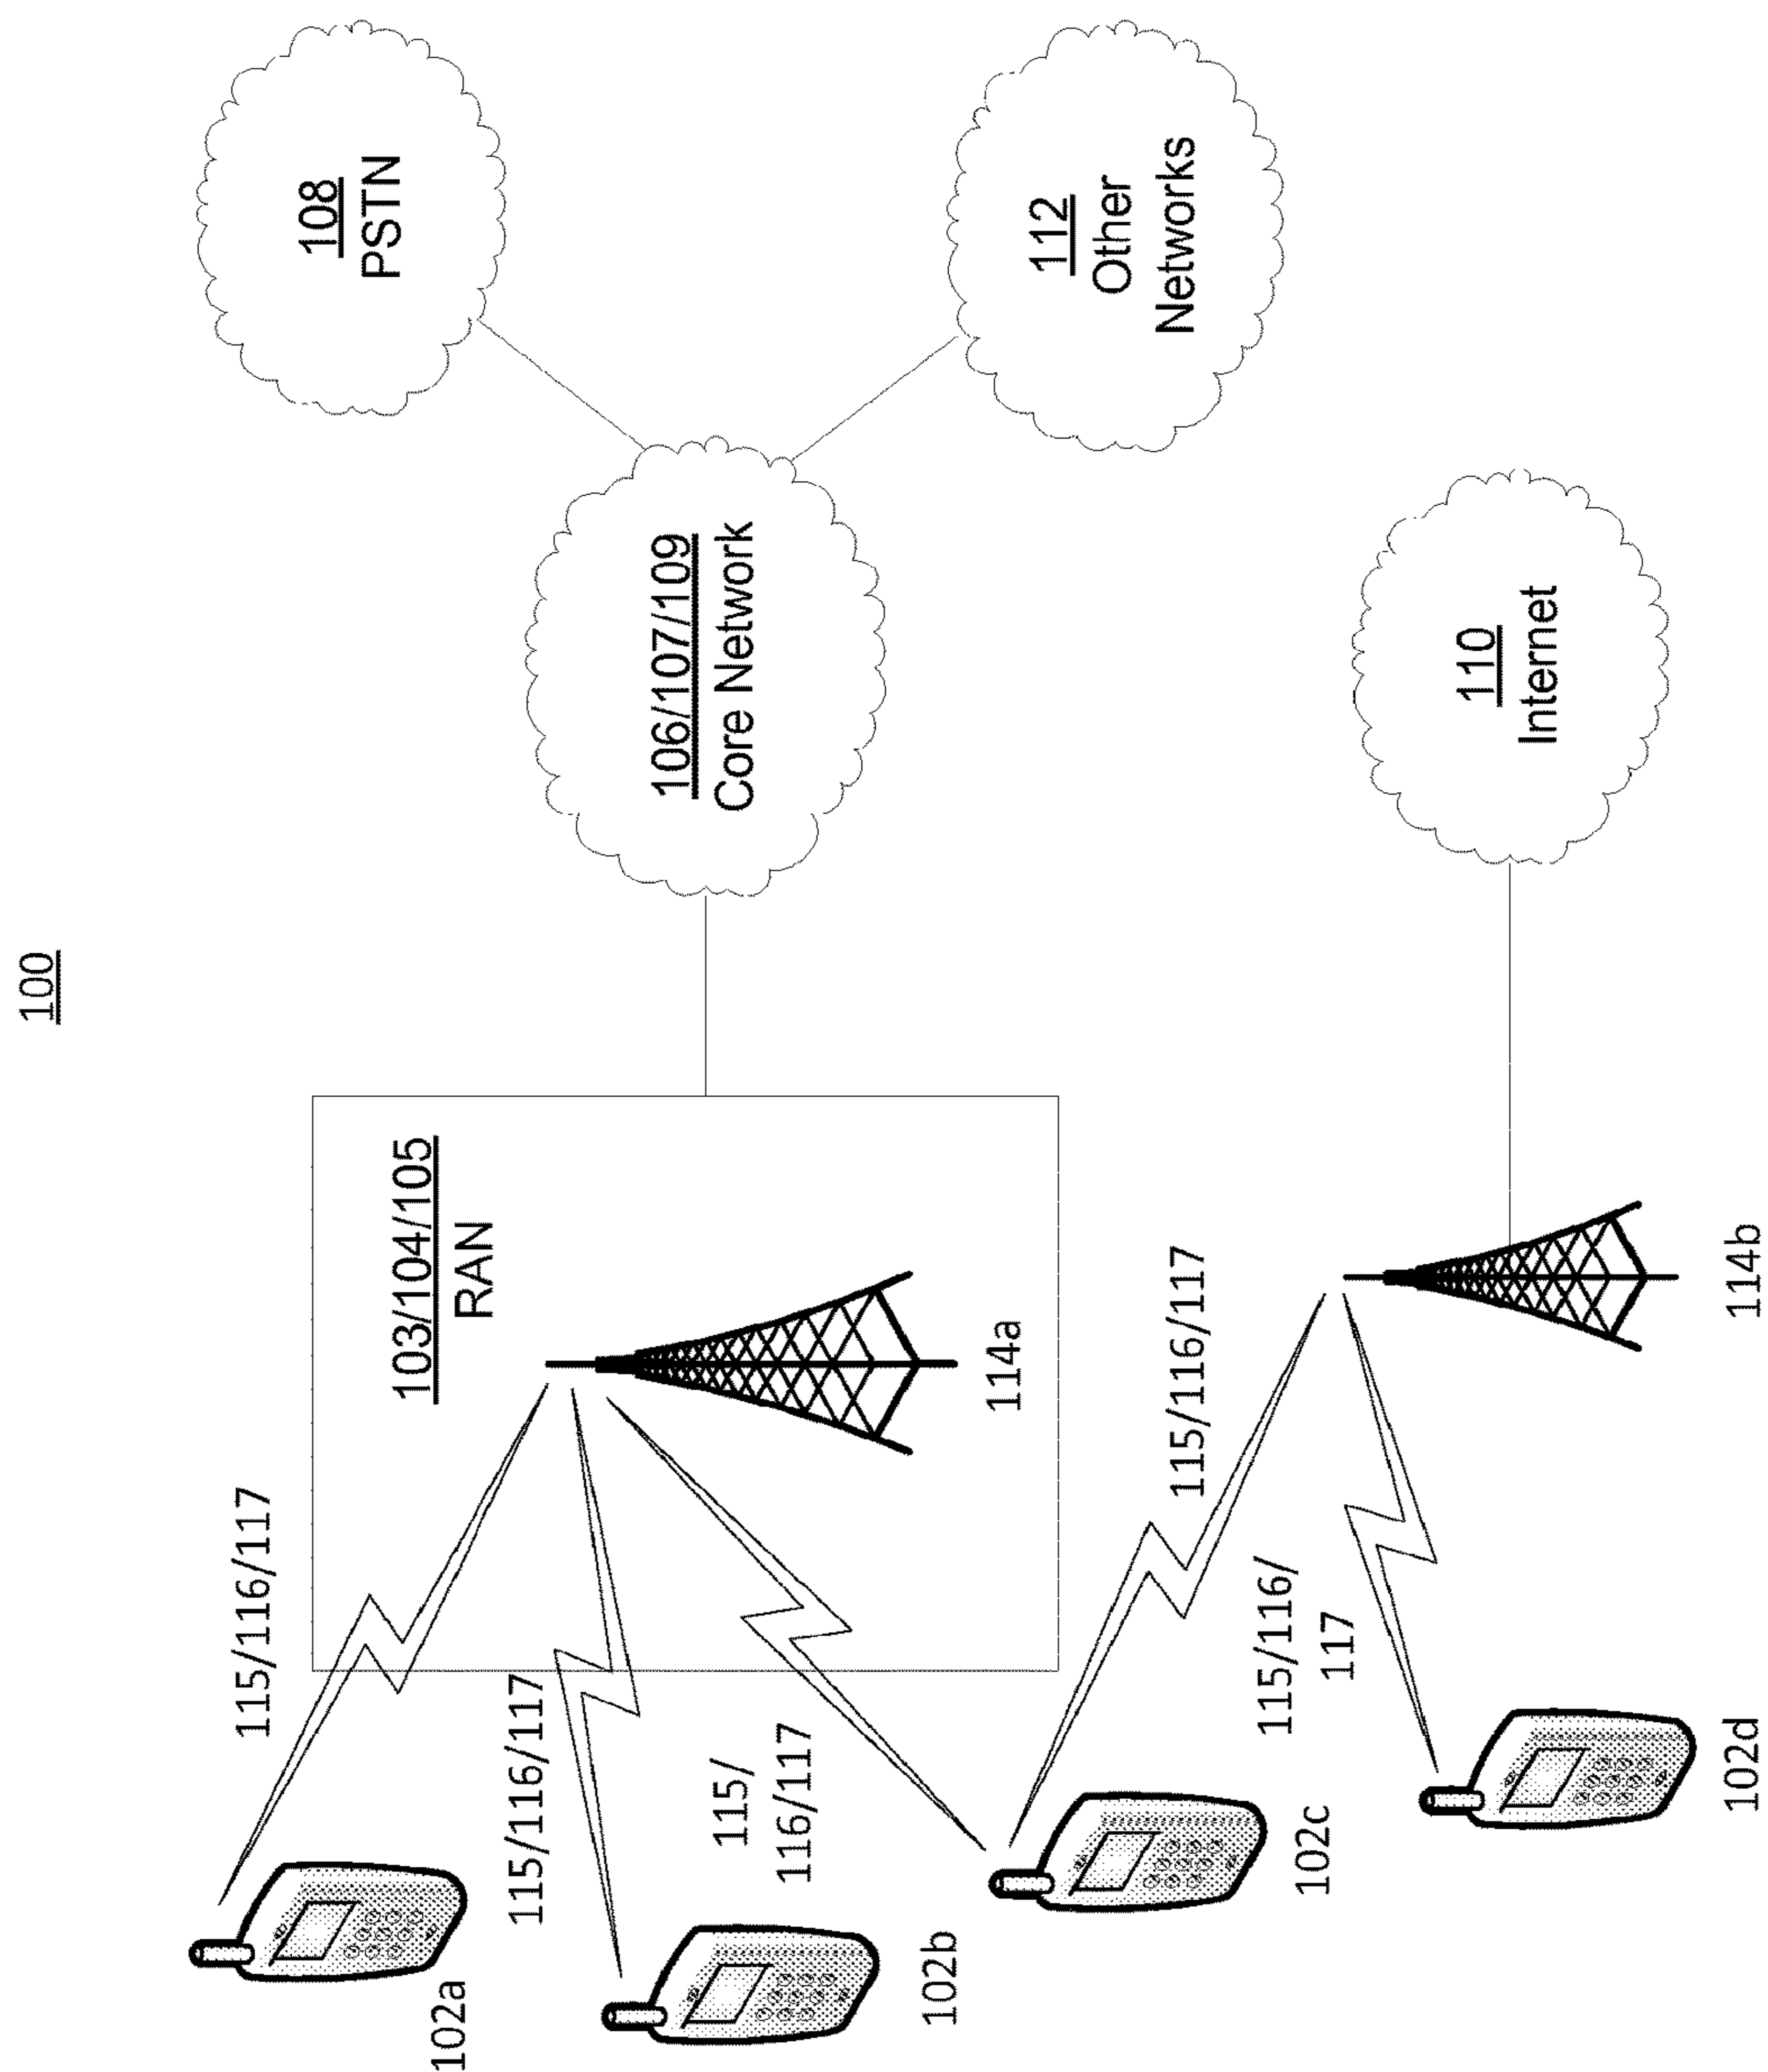 100
115/116/117
102a
103/104/105
RAN
115/116/117
102b
114a
115/
116/117
102c
106/107/109
Core Network
108
PSTN
112
Other
Networks
115/116/117
115/116/
117
102d
114b
110
Internet